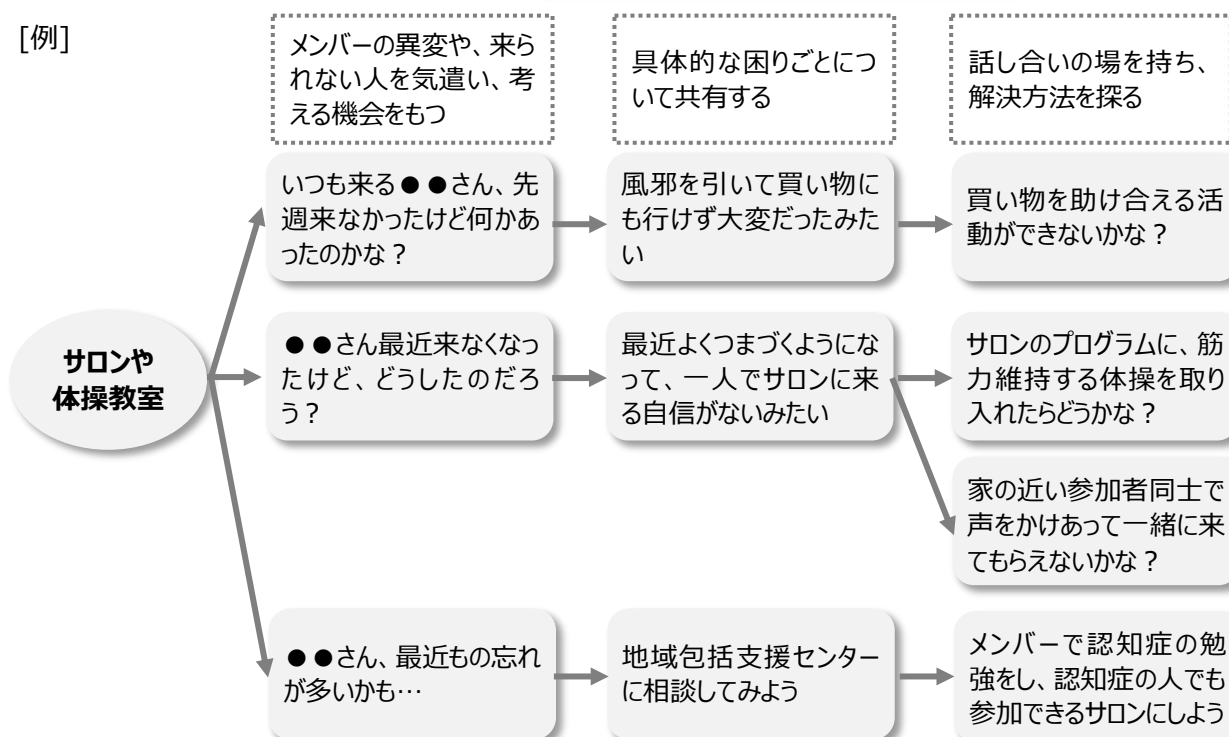 [例]
メンバーの異変や、来ら
れない人を気遣い、考
える機会をもつ
具体的な困りごとにつ
いて共有する
話し合いの場を持ち、
解決方法を探る
いつも来る●●さん、先
週来なかったけど何かあ
ったのかな？
風邪を引いて買い物に
も行けず大変だったみた
い
買い物を助け合える活
動ができないかな？
サロンや
体操教室
●●さん最近来なくなっ
たけど、どうしたのだろ
う？
最近よくつまづくようにな
って、一人でサロンに来
る自信がないみたい
サロンのプログラムに、筋
力維持する体操を取り
入れたらどうかな？
家の近い参加者同士で
声をかけあって一緒に来
てもらえないかな？
●●さん、最近もの忘れ
が多いかも…
地域包括支援センター
に相談してみよう
メンバーで認知症の勉
強をし、認知症の人でも
参加できるサロンにしよう